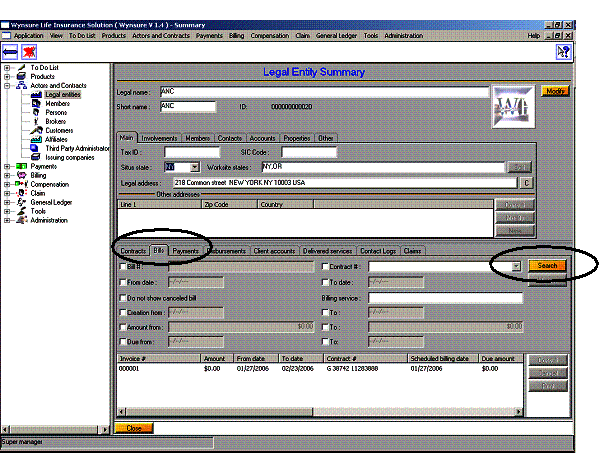 Wynsure Life Insurance Solution ( Wynsure V 1.4 ) - Summary
Application View To Do List Products Actors and Contracts Payments Billing Compensation Claim General Ledger Tools Administration Help
To Do List
Products
Actors and Contracts
Legal entities
Members
Persons
Brokers
Customers
Affiliates
Third Party Administrator
Issuing companies
Payments
Billing
Compensation
Claim
General Ledger
Tools
Administration
Legal Entity Summary
Legal name : ANC Modify
Short name : ANC ID: 000000000020
Main Involvements Members Contacts Accounts Properties Other
Tax ID : SIC Code :
Situs state : NY Worksite states : NY,OR
Legal address : 218 Common street NEW YORK NY 10003 USA C
Other addresses
Line 1 Zip Code Country
Contracts Bills Payments Disbursements Client accounts Delivered services Contact Logs Claims
Bill # : Contract # : Search
From date : --/--/---- To date : --/--/----
Do not show canceled bill Billing service :
Creation from : --/--/---- To : --/--/----
Amount from : $0.00 To : $0.00
Due from : --/--/---- To: --/--/----
Invoice # Amount From date To date Contract # Scheduled billing date Due amount
000001 $0.00 01/27/2006 02/23/2006 G 38742 11283888 01/27/2006 $0.00
Cancel
Print
Close
Super manager